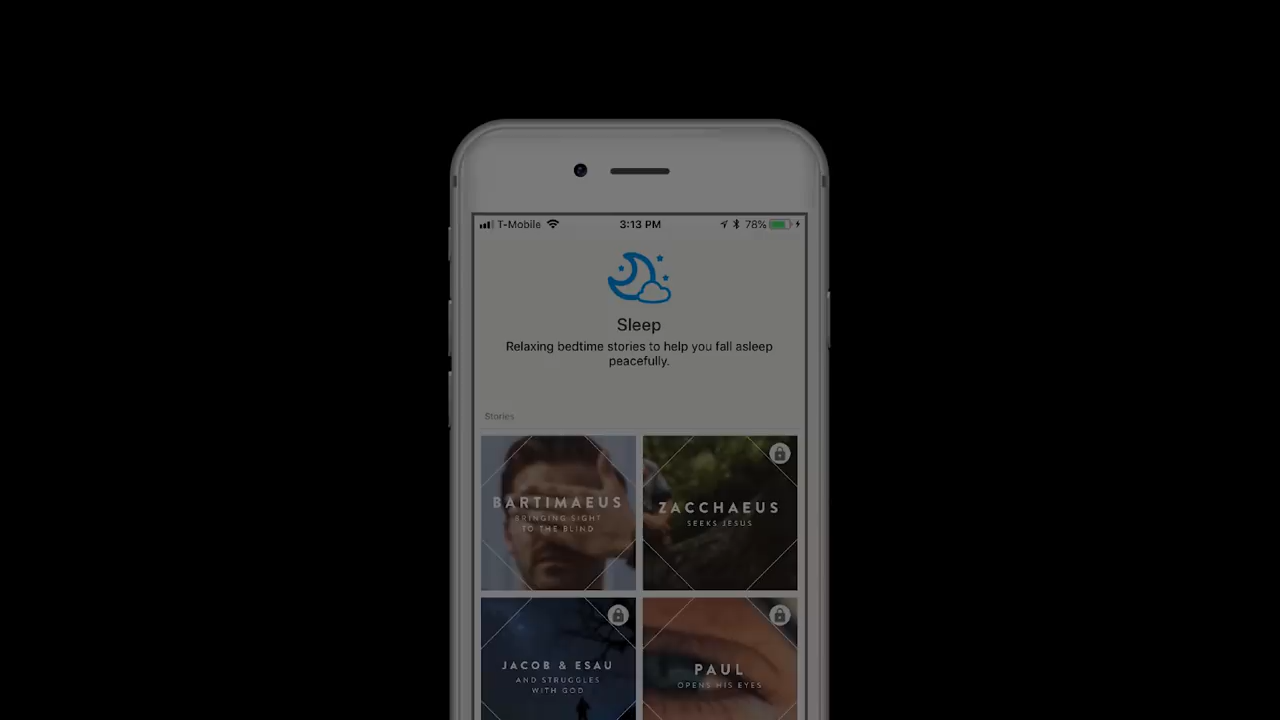 T-Mobile 3:13 PM 78%
Sleep
Relaxing bedtime stories to help you fall asleep
peacefully.
Stories
BARTIMAEUS
BRINGING SIGHT
TO THE BLIND
ZACCHAEUS
SEEKS JESUS
JACOB & ESAU
AND STRUGGLES
WITH GOD
PAUL
OPENS HIS EYES